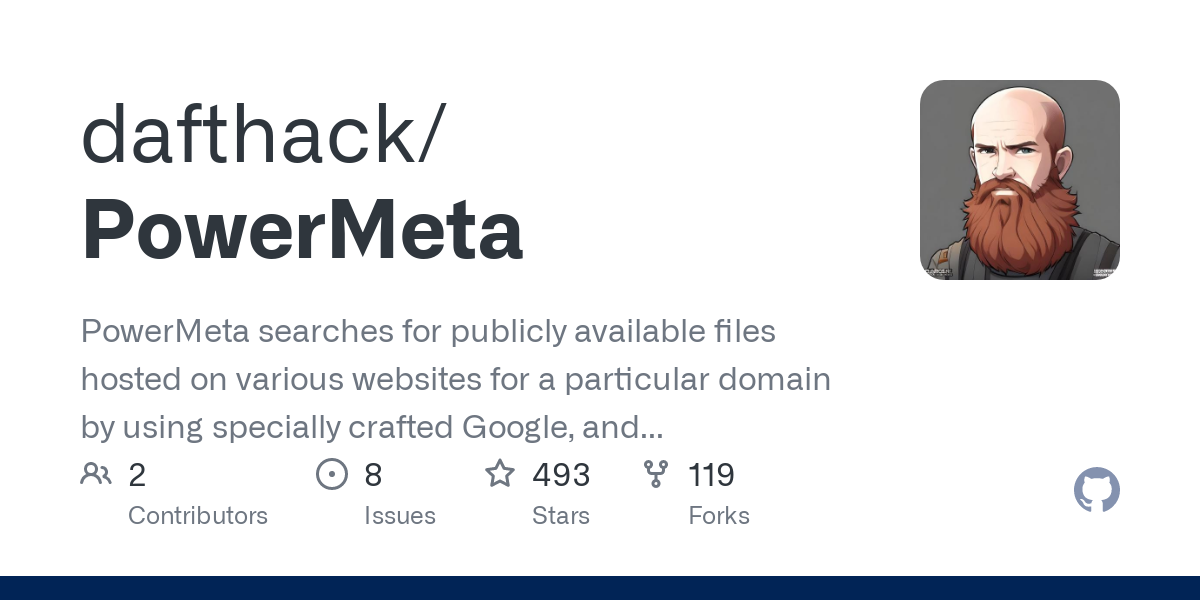 dafthack/
PowerMeta
PowerMeta searches for publicly available files
hosted on various websites for a particular domain
by using specially crafted Google, and...
2
Contributors
8
Issues
493
Stars
119
Forks